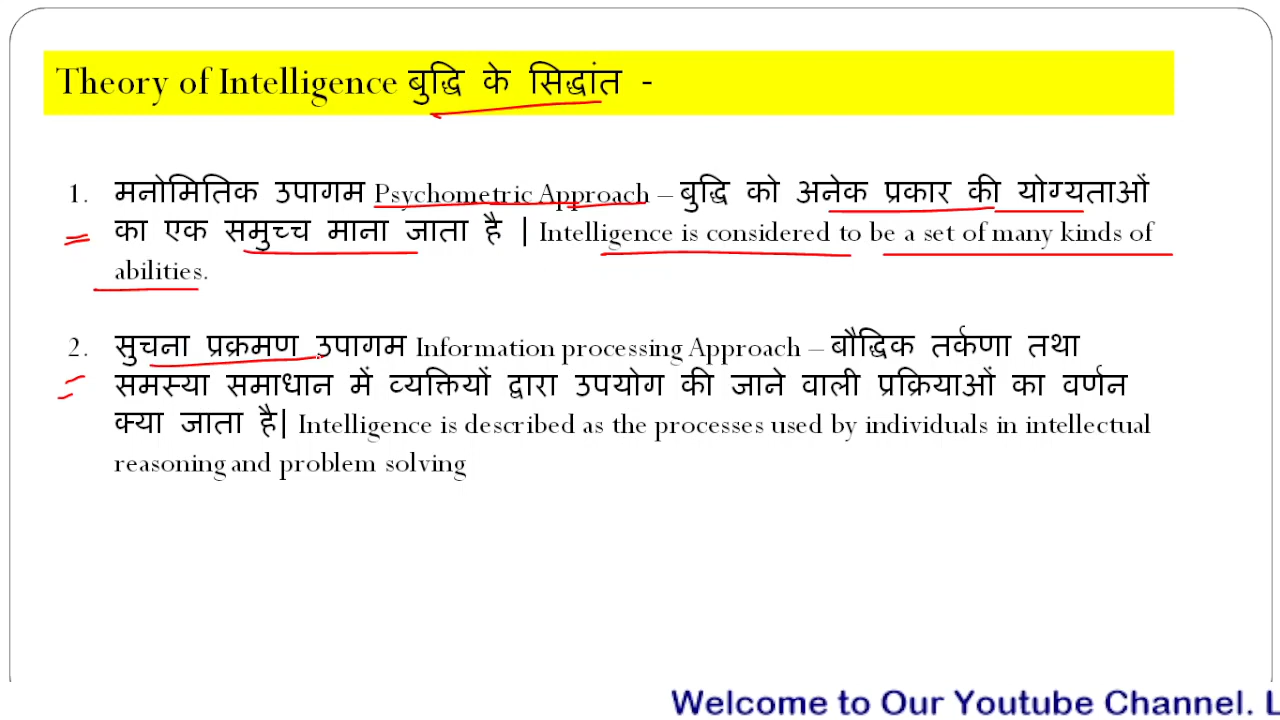 Theory of Intelligence बुद्धि के सिद्धांत -
1. मनोमितिक उपागम Psychometric Approach – बुद्धि को अनेक प्रकार की योग्यताओं
का एक समुच्च माना जाता है | Intelligence is considered to be a set of many kinds of
abilities.
2. सुचना प्रक्रमण उपागम Information processing Approach – बौद्धिक तर्कणा तथा
समस्या समाधान में व्यक्तियों द्वारा उपयोग की जाने वाली प्रक्रियाओं का वर्णन
क्या जाता है| Intelligence is described as the processes used by individuals in intellectual
reasoning and problem solving
Welcome to Our Youtube Channel. L